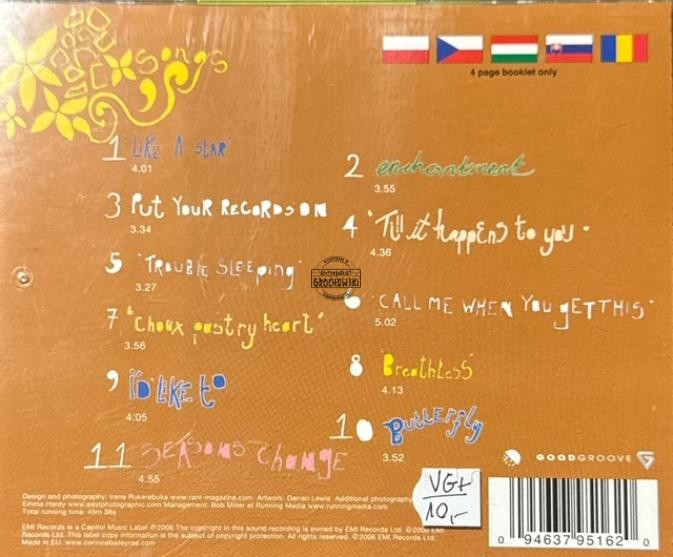 songs
4 page booklet only
1 'LIKE A STAR'
4.01
2 enchantment
3.55
3 Put YOUR RECORDS ON
3.34
4 'Till it happens to you'
4.36
5 'TROUBLE SLEEPING'
3.27
GROCHOWSKI
'CALL ME WHEN YOU GET THIS'
5.02
7 'Choux pastry heart'
3.56
8 'Breathless'
4.13
9 i'D LIKE to
4:05
10 Butterfly
3.52
11 SEASONS ChaNGE
4.55
GOODGROOVE
VG+
10,-
Design and photography: Irene Rukerebuka www.rant-magazine.com Artwork: Darren Lewis Additional photography
Emma Hardy www.eastphotographic.com Management: Bob Miller at Running Media www.runningmedia.com
Total running time: 45m 38s
EMI Records is a Capitol Music Label ℗2006 The copyright in this sound recording is owned by EMI Records Ltd. ©2006 EMI
Records Ltd. This label copy information is the subject of copyright protection. All rights reserved. ©2006 EMI Records Ltd.
Made in EU. www.corinnebaileyrae.com
0 94637 95162 0